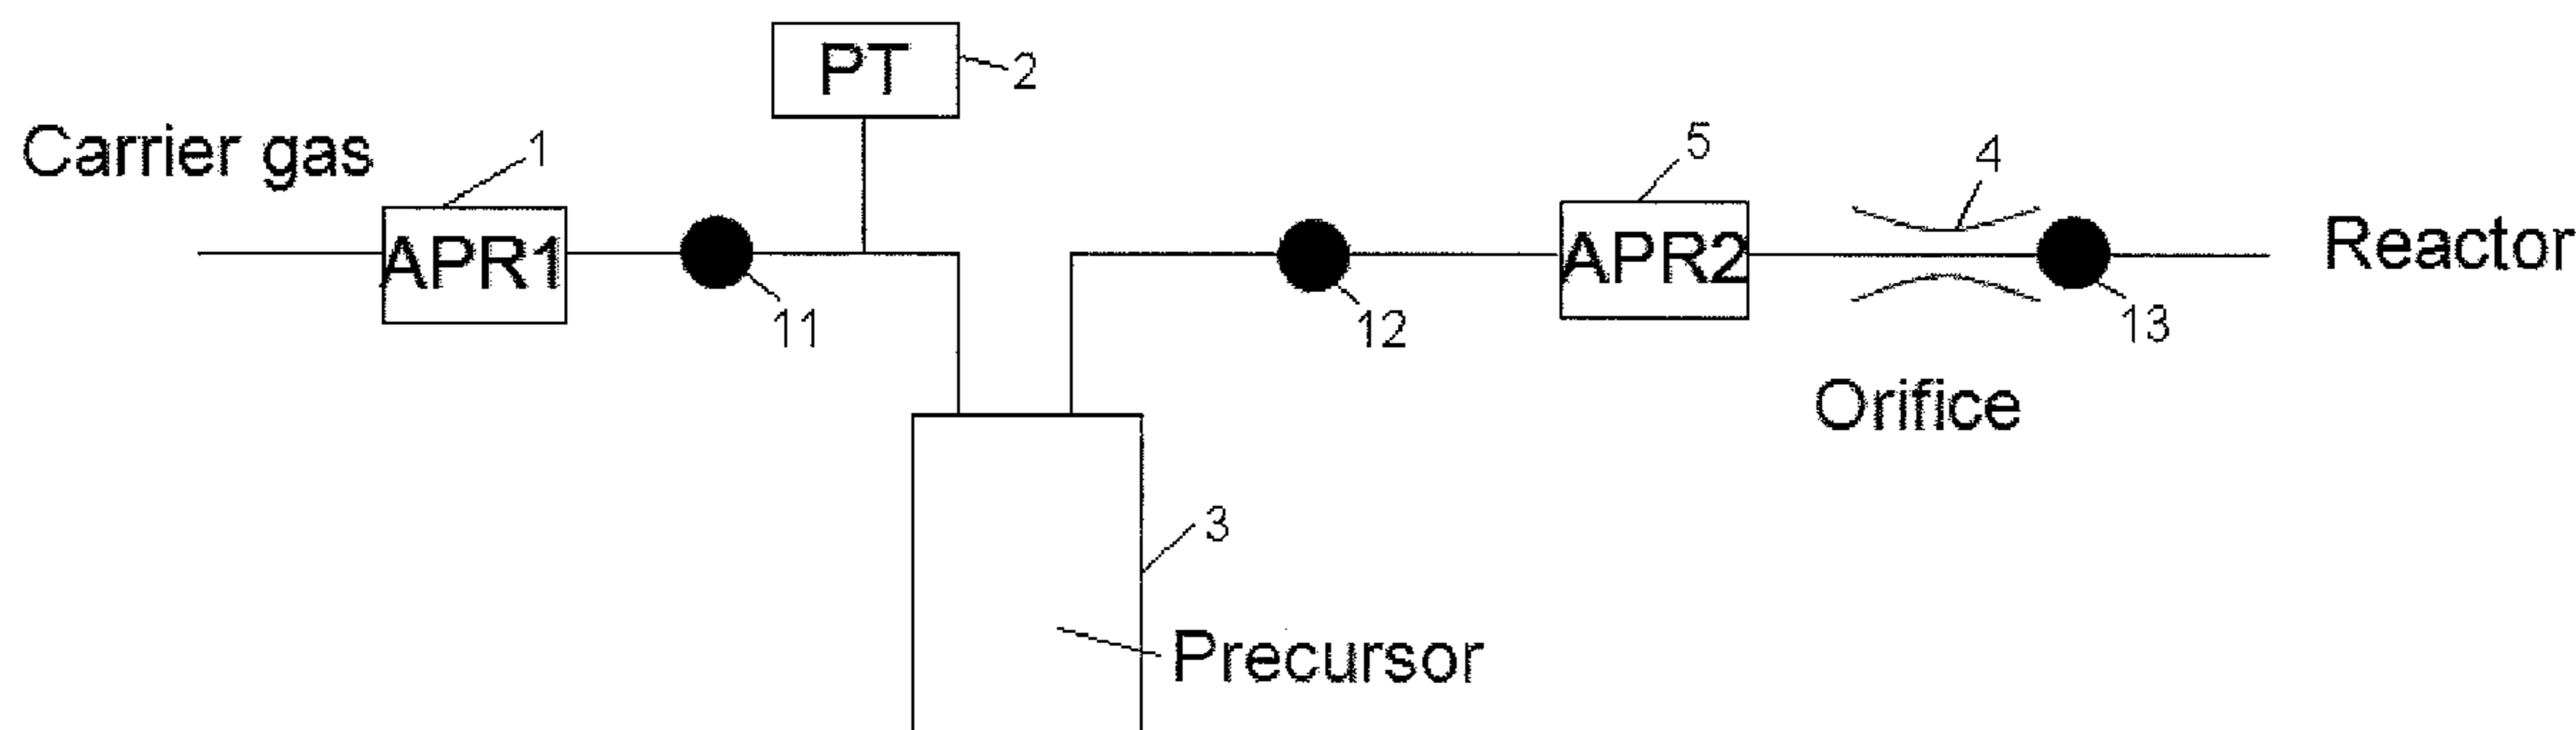 PT
2
Carrier gas
1
5
4
APR1
APR2
Reactor
11
12
13
Orifice
3
Precursor